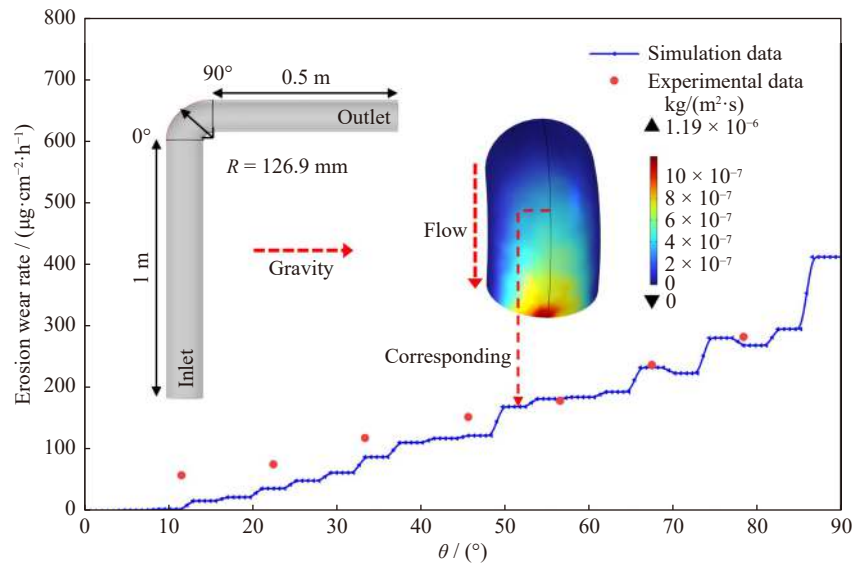 Erosion wear rate / (μg·cm⁻²·h⁻¹)
800
700
600
500
400
300
200
100
0
90°
0.5 m
Outlet
0°
R = 126.9 mm
1 m
Gravity
Inlet
Flow
Corresponding
Simulation data
Experimental data
kg/(m²·s)
1.19 × 10⁻⁶
10 × 10⁻⁷
8 × 10⁻⁷
6 × 10⁻⁷
4 × 10⁻⁷
2 × 10⁻⁷
0
0
0 10 20 30 40 50 60 70 80 90
θ / (°)